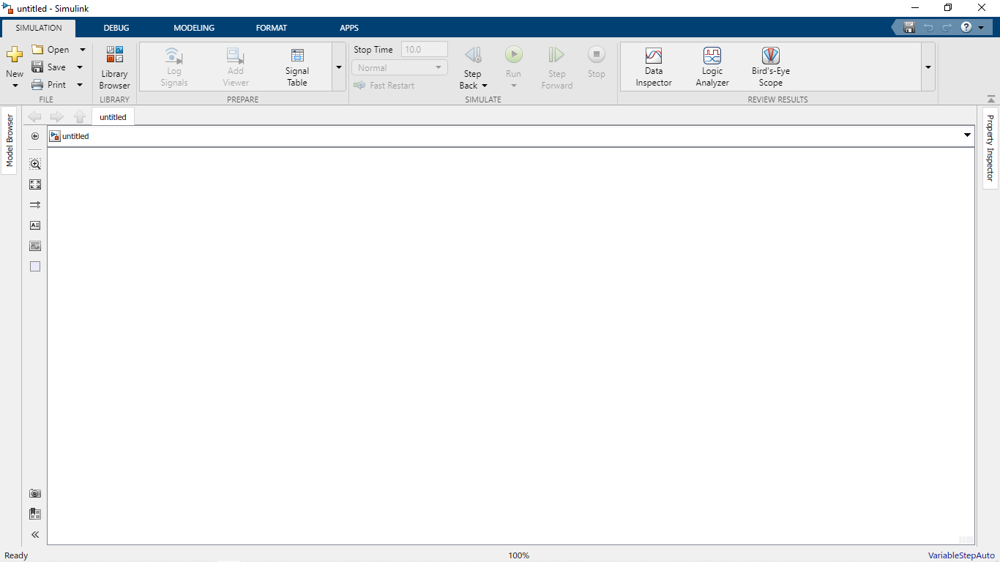 untitled - Simulink
SIMULATION DEBUG MODELING FORMAT APPS
New
Open
Save
Print
FILE
Library
Browser
LIBRARY
Log
Signals
Add
Viewer
Signal
Table
PREPARE
Stop Time 10.0
Normal
Fast Restart
Step
Back
Run
Step
Forward
Stop
SIMULATE
Data
Inspector
Logic
Analyzer
Bird's-Eye
Scope
REVIEW RESULTS
Model Browser
untitled
untitled
Property Inspector
Ready 100% VariableStepAuto